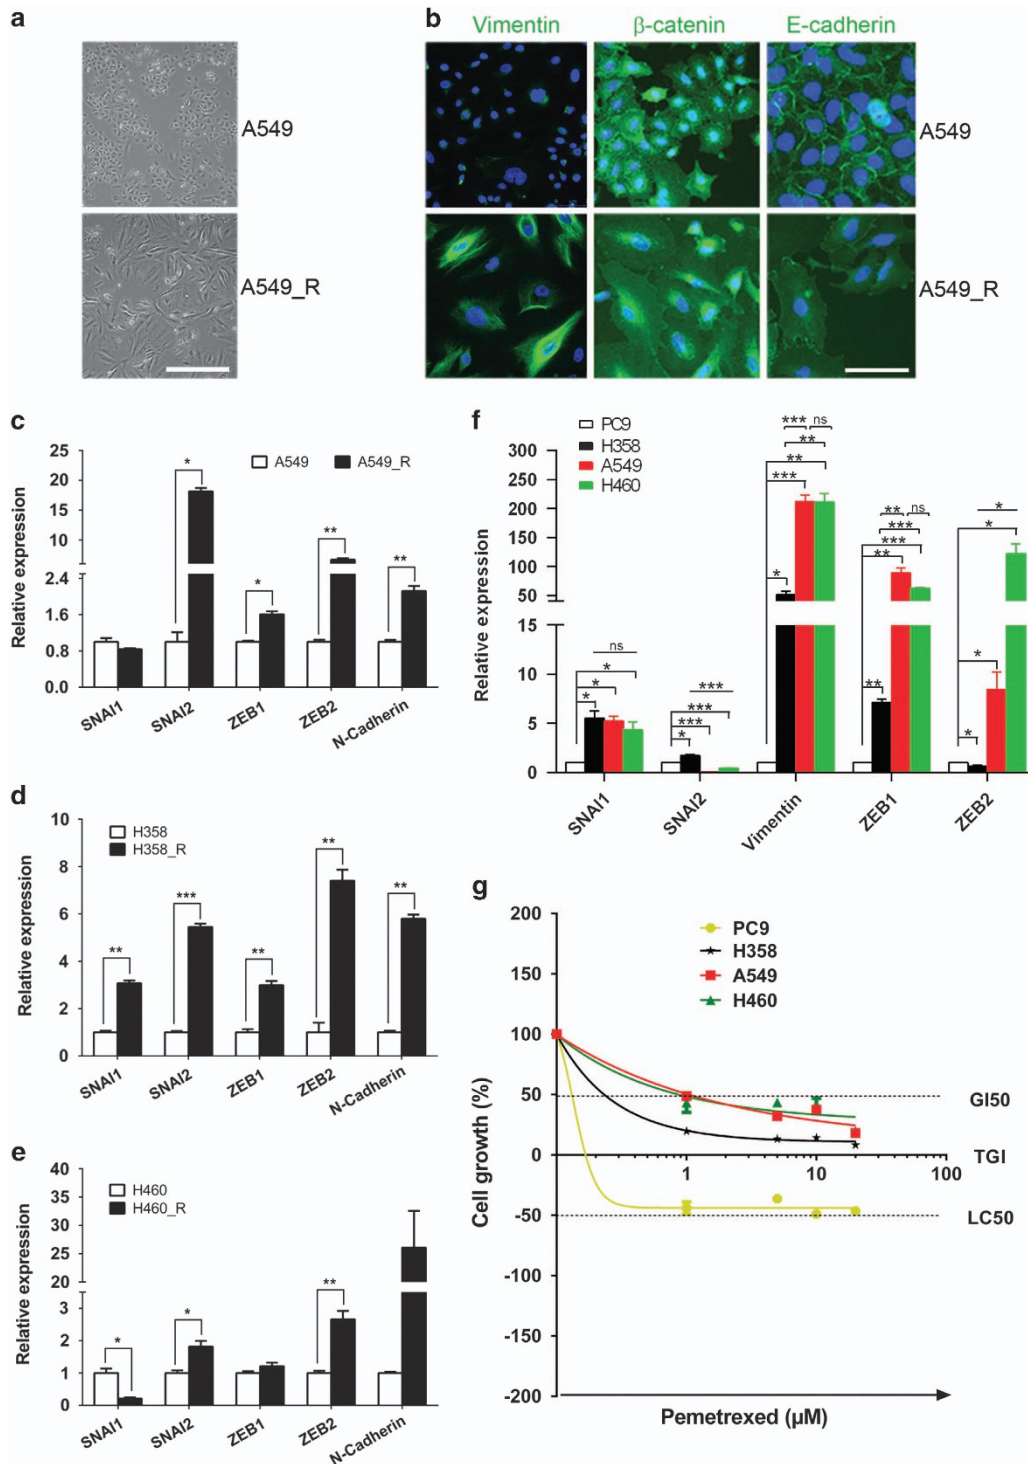 a
A549
A549_R
b
Vimentin
β-catenin
E-cadherin
A549
A549_R
c
A549
A549_R
Relative expression
25
20
15
10
5
2.4
1.6
0.8
0.0
*
*
**
**
SNAI1
SNAI2
ZEB1
ZEB2
N-Cadherin
d
H358
H358_R
Relative expression
10
8
6
4
2
0
**
***
**
**
**
SNAI1
SNAI2
ZEB1
ZEB2
N-Cadherin
e
H460
H460_R
Relative expression
40
35
30
25
20
3
2
1
0
*
*
**
SNAI1
SNAI2
ZEB1
ZEB2
N-Cadherin
f
PC9
H358
A549
H460
Relative expression
300
250
200
150
100
50
10
5
0
ns
*
*
*
***
***
***
*
*** ns
**
**
***
*
** ns
***
***
**
**
*
*
*
*
SNAI1
SNAI2
Vimentin
ZEB1
ZEB2
g
PC9
H358
A549
H460
Cell growth (%)
200
150
100
50
0
-50
-100
-150
-200
1
10
100
GI50
TGI
LC50
Pemetrexed (µM)